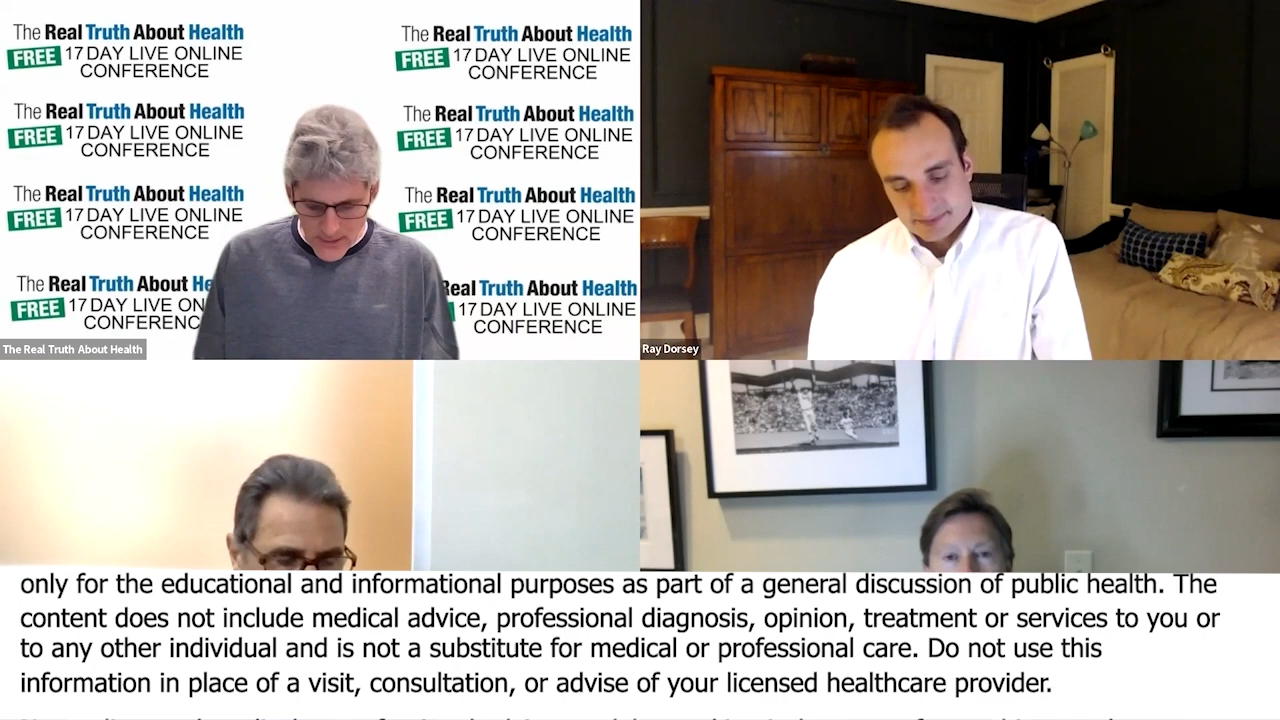 The Real Truth About Health
FREE 17 DAY LIVE ONLINE
CONFERENCE
The Real Truth About Health
FREE 17 DAY LIVE ONLINE
CONFERENCE
The Real Truth About Health
FREE 17 DAY LIVE ONLINE
CONFERENCE
The Real Truth About Health
FREE 17 DAY LIVE ONLINE
CONFERENCE
The Real Truth About Health
FREE 17 DAY LIVE ONLINE
CONFERENCE
The Real Truth About Health
FREE 17 DAY LIVE ONLINE
CONFERENCE
The Real Truth About He
FREE 17 DAY LIVE ON
CONFERENC
Real Truth About Health
17 DAY LIVE ONLINE
CONFERENCE
The Real Truth About Health
Ray Dorsey
only for the educational and informational purposes as part of a general discussion of public health. The
content does not include medical advice, professional diagnosis, opinion, treatment or services to you or
to any other individual and is not a substitute for medical or professional care. Do not use this
information in place of a visit, consultation, or advise of your licensed healthcare provider.